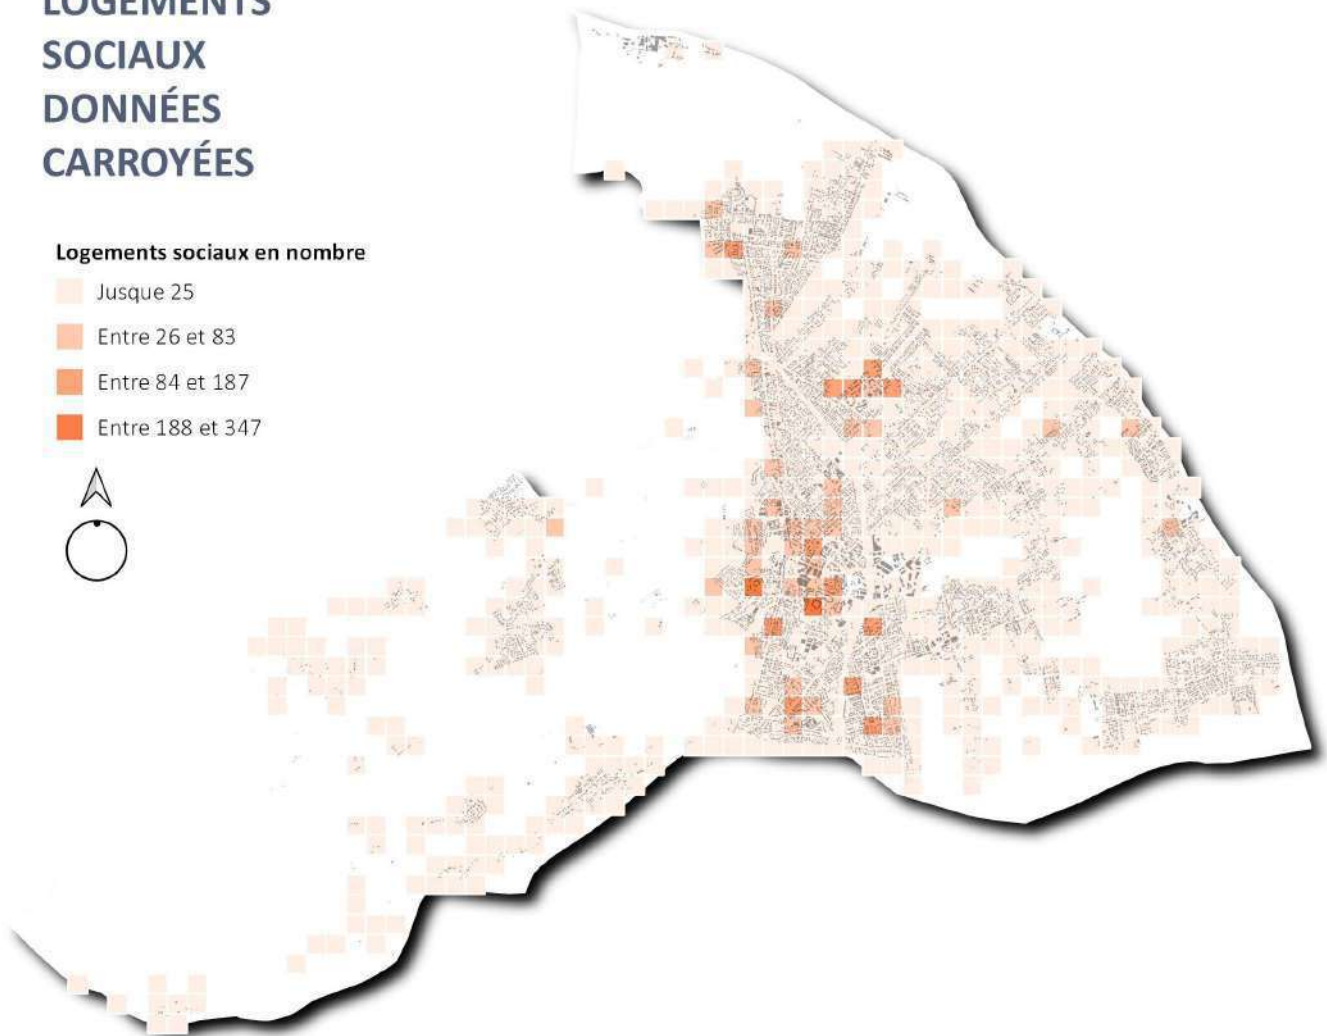 LOGEMENTS
SOCIAUX
DONNÉES
CARROYÉES
Logements sociaux en nombre
Jusque 25
Entre 26 et 83
Entre 84 et 187
Entre 188 et 347